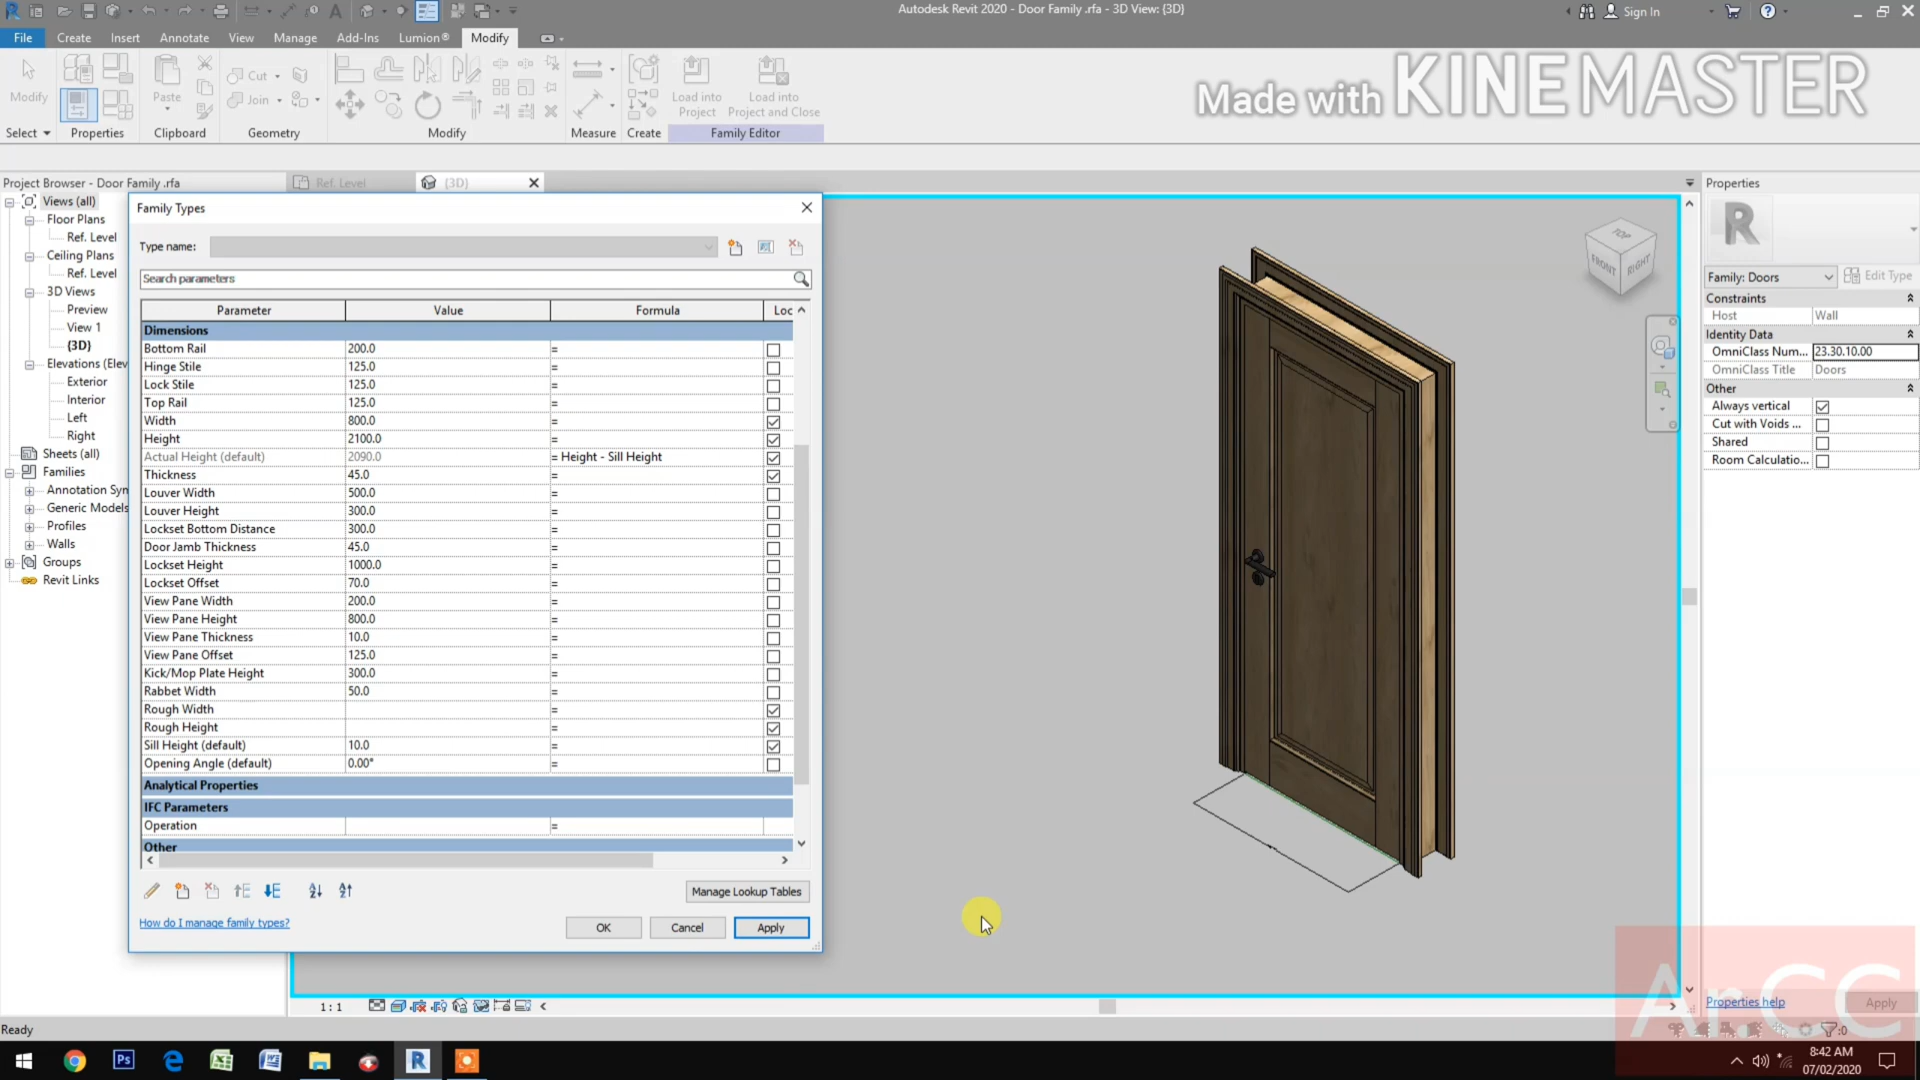 Autodesk Revit 2020 - Door Family .rfa - 3D View: {3D}
Sign In
File Create Insert Annotate View Manage Add-Ins Lumion® Modify
Modify
Paste
Cut
Join
Load into Project
Load into Project and Close
Select Properties Clipboard Geometry Modify Measure Create Family Editor
Made with KINEMASTER
Project Browser - Door Family .rfa
Ref. Level
{3D}
Views (all)
Floor Plans
Ref. Level
Ceiling Plans
Ref. Level
3D Views
Preview
View 1
{3D}
Elevations (Elev
Exterior
Interior
Left
Right
Sheets (all)
Families
Annotation Syn
Generic Models
Profiles
Walls
Groups
Revit Links
Family Types
Type name:
Search parameters
Parameter Value Formula Loc
Dimensions
Bottom Rail 200.0 =
Hinge Stile 125.0 =
Lock Stile 125.0 =
Top Rail 125.0 =
Width 800.0 =
Height 2100.0 =
Actual Height (default) 2090.0 = Height - Sill Height
Thickness 45.0 =
Louver Width 500.0 =
Louver Height 300.0 =
Lockset Bottom Distance 300.0 =
Door Jamb Thickness 45.0 =
Lockset Height 1000.0 =
Lockset Offset 70.0 =
View Pane Width 200.0 =
View Pane Height 800.0 =
View Pane Thickness 10.0 =
View Pane Offset 125.0 =
Kick/Mop Plate Height 300.0 =
Rabbet Width 50.0 =
Rough Width =
Rough Height =
Sill Height (default) 10.0 =
Opening Angle (default) 0.00° =
Analytical Properties
IFC Parameters
Operation =
Other
Manage Lookup Tables
How do I manage family types?
OK Cancel Apply
TOP
FRONT RIGHT
Properties
R
Family: Doors Edit Type
Constraints
Host Wall
Identity Data
OmniClass Num... 23.30.10.00
OmniClass Title Doors
Other
Always vertical
Cut with Voids ...
Shared
Room Calculatio...
Properties help
Apply
ArCC
1 : 1
Ready
:0
8:42 AM
07/02/2020